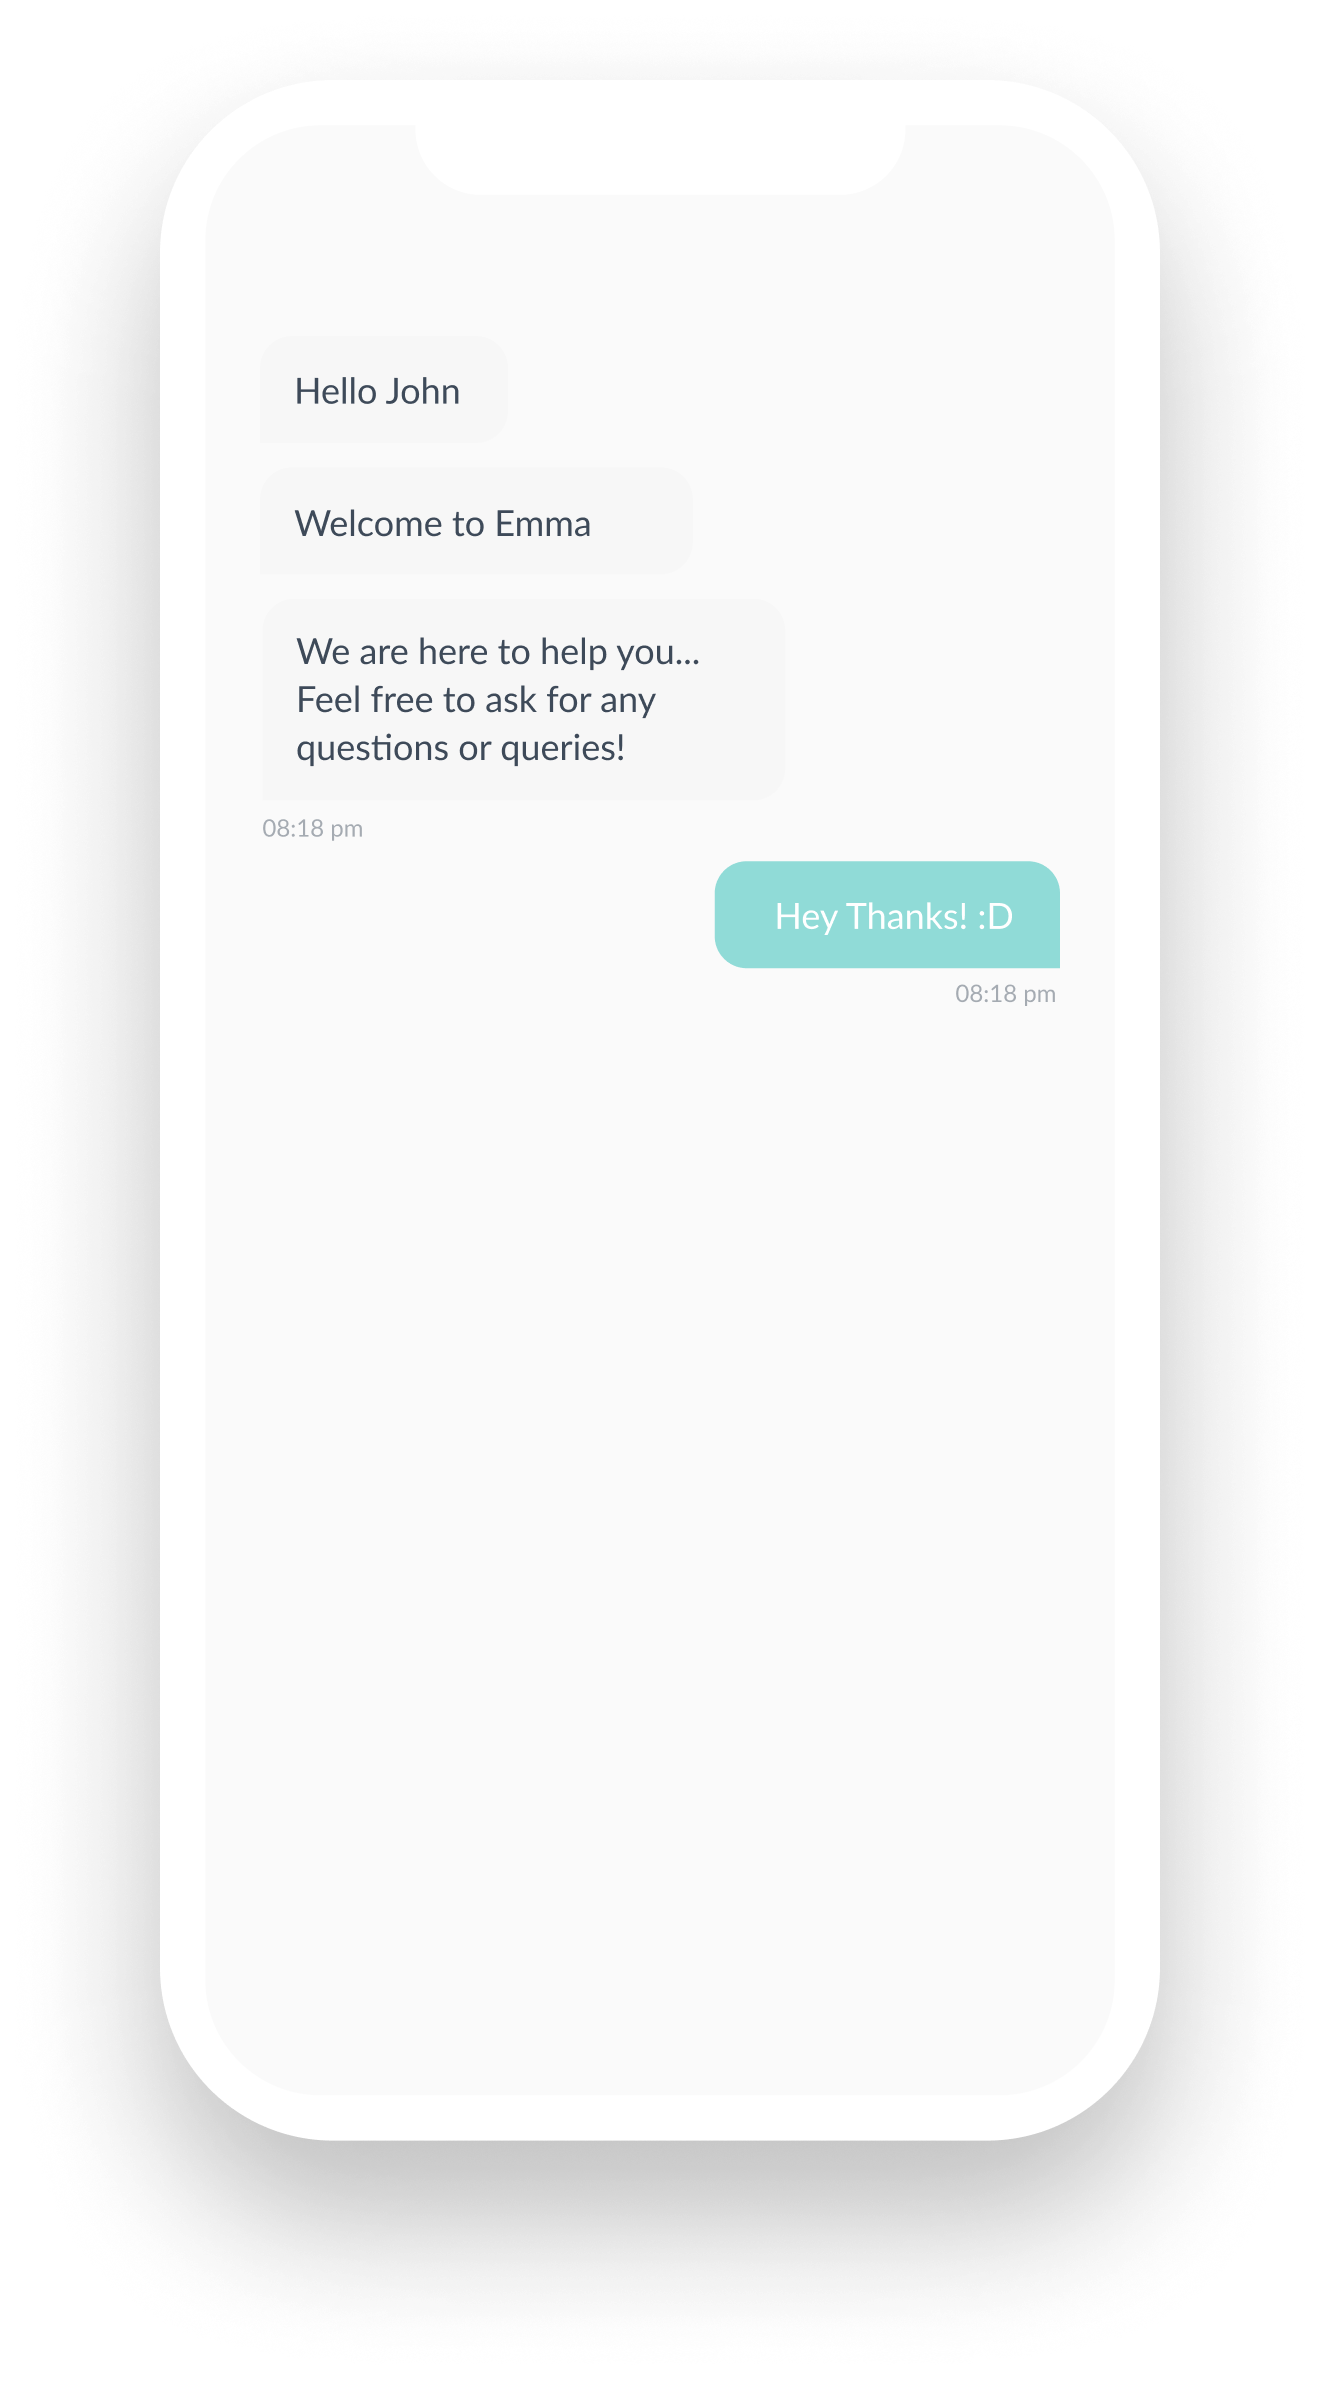 Hello John
Welcome to Emma
We are here to help you...
Feel free to ask for any
questions or queries!
08:18 pm
Hey Thanks! :D
08:18 pm